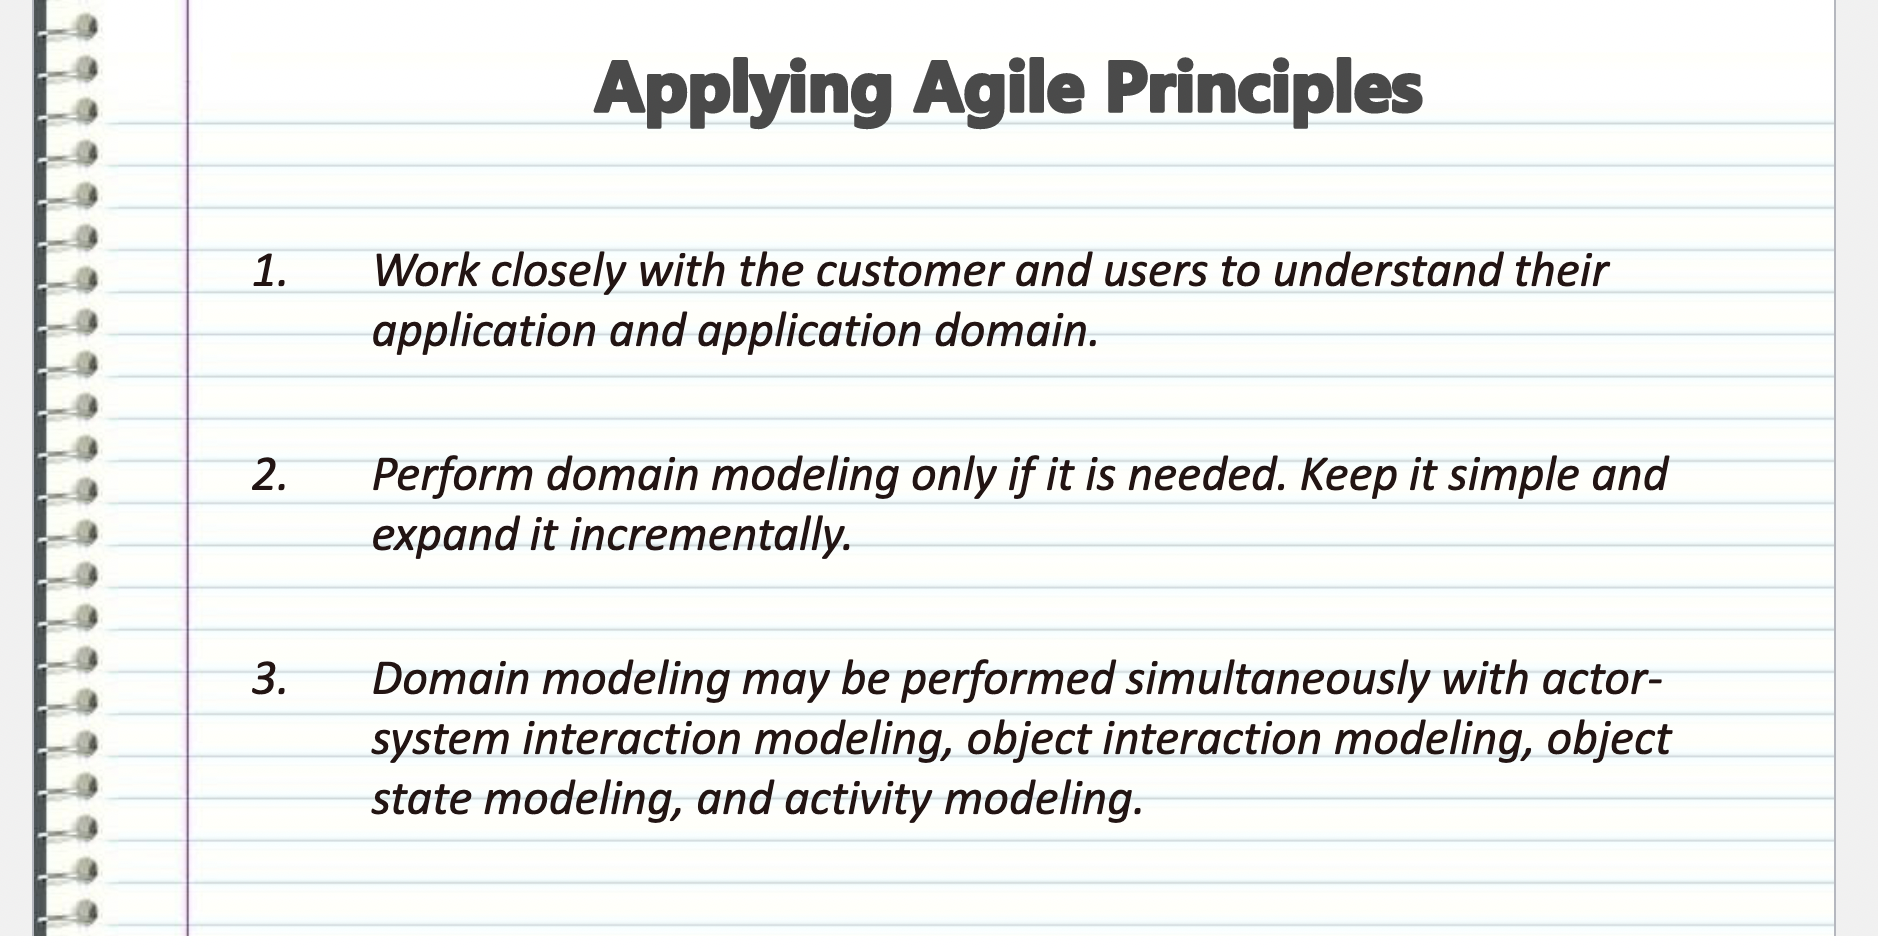 Applying Agile Principles
1. Work closely with the customer and users to understand their
application and application domain.
2. Perform domain modeling only if it is needed. Keep it simple and
expand it incrementally.
3. Domain modeling may be performed simultaneously with actor-
system interaction modeling, object interaction modeling, object
state modeling, and activity modeling.